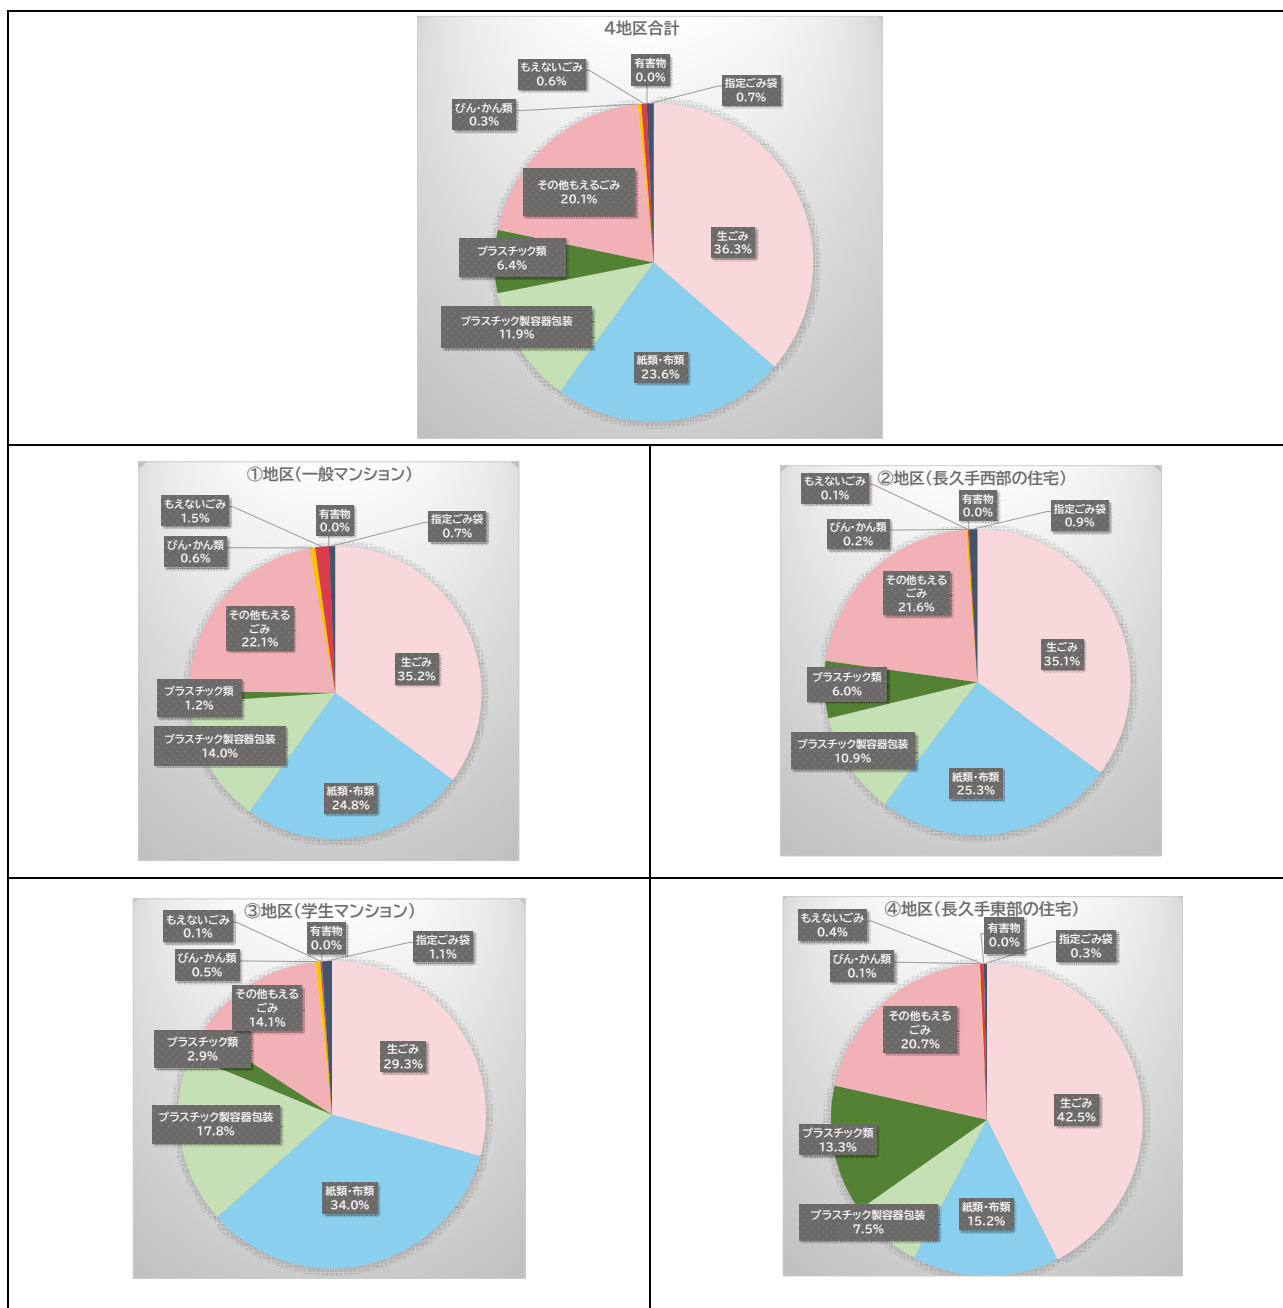 4地区合計
もえないごみ
0.6%
有害物
0.0%
指定ごみ袋
0.7%
びん・かん類
0.3%
その他もえるごみ
20.1%
生ごみ
36.3%
プラスチック類
6.4%
プラスチック製容器包装
11.9%
紙類・布類
23.6%
①地区(一般マンション)
もえないごみ
1.5%
有害物
0.0%
指定ごみ袋
0.7%
びん・かん類
0.6%
その他もえる
ごみ
22.1%
生ごみ
35.2%
プラスチック類
1.2%
プラスチック製容器包装
14.0%
紙類・布類
24.8%
②地区(長久手西部の住宅)
もえないごみ
0.1%
有害物
0.0%
指定ごみ袋
0.9%
びん・かん類
0.2%
その他もえる
ごみ
21.6%
生ごみ
35.1%
プラスチック類
6.0%
プラスチック製容器包装
10.9%
紙類・布類
25.3%
③地区(学生マンション)
もえないごみ
0.1%
有害物
0.0%
指定ごみ袋
1.1%
びん・かん類
0.5%
その他もえる
ごみ
14.1%
生ごみ
29.3%
プラスチック類
2.9%
プラスチック製容器包装
17.8%
紙類・布類
34.0%
④地区(長久手東部の住宅)
もえないごみ
0.4%
有害物
0.0%
指定ごみ袋
0.3%
びん・かん類
0.1%
その他もえる
ごみ
20.7%
生ごみ
42.5%
プラスチック類
13.3%
プラスチック製容器包装
7.5%
紙類・布類
15.2%